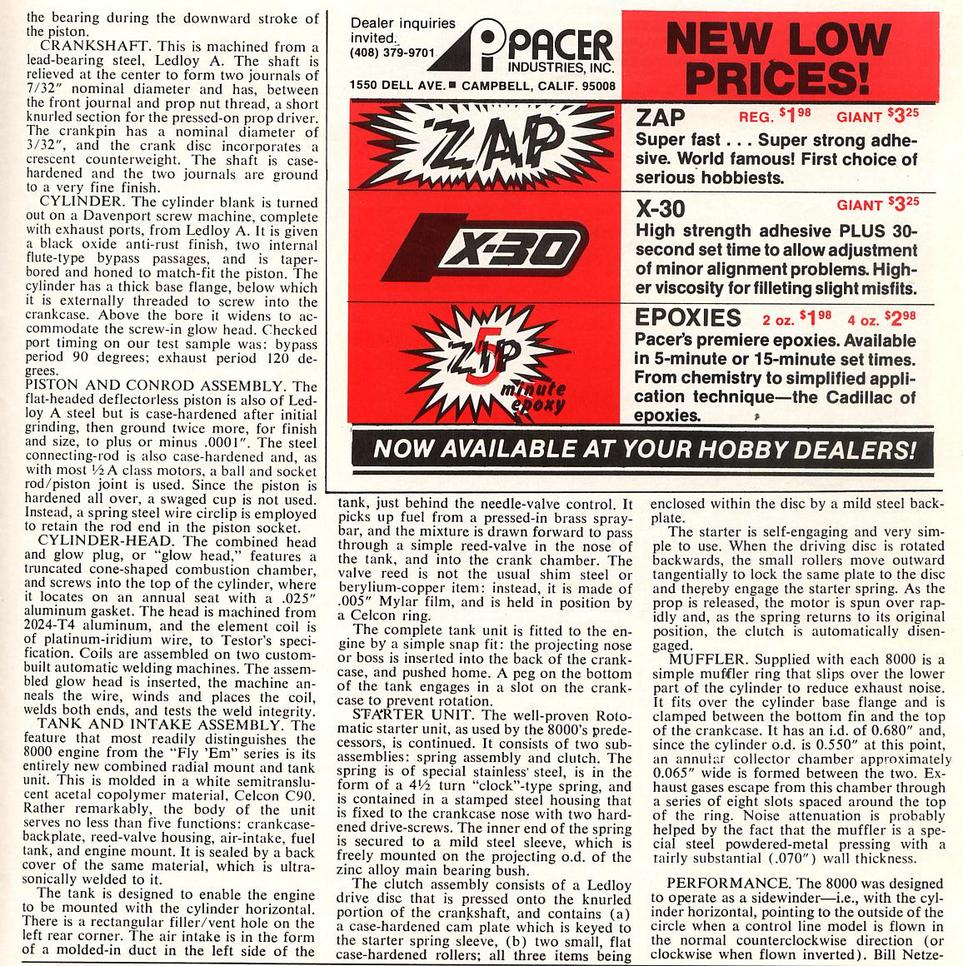 the bearing during the downward stroke of
the piston.
CRANKSHAFT. This is machined from a
lead-bearing steel, Ledloy A. The shaft is
relieved at the center to form two journals of
7/32" nominal diameter and has, between
the front journal and prop nut thread, a short
knurled section for the pressed-on prop driver.
The crankpin has a nominal diameter of
3/32", and the crank disc incorporates a
crescent counterweight. The shaft is case-
hardened and the two journals are ground
to a very fine finish.
CYLINDER. The cylinder blank is turned
out on a Davenport screw machine, complete
with exhaust ports, from Ledloy A. It is given
a black oxide anti-rust finish, two internal
flute-type bypass passages, and is taper-
bored and honed to match-fit the piston. The
cylinder has a thick base flange, below which
it is externally threaded to screw into the
crankcase. Above the bore it widens to ac-
commodate the screw-in glow head. Checked
port timing on our test sample was: bypass
period 90 degrees; exhaust period 120 de-
grees.
PISTON AND CONROD ASSEMBLY. The
flat-headed deflectorless piston is also of Led-
loy A steel but is case-hardened after initial
grinding, then ground twice more, for finish
and size, to plus or minus .0001". The steel
connecting-rod is also case-hardened and, as
with most ½A class motors, a ball and socket
rod/piston joint is used. Since the piston is
hardened all over, a swaged cup is not used.
Instead, a spring steel wire circlip is employed
to retain the rod end in the piston socket.
CYLINDER-HEAD. The combined head
and glow plug, or "glow head," features a
truncated cone-shaped combustion chamber,
and screws into the top of the cylinder, where
it locates on an annual seat with a .025"
aluminum gasket. The head is machined from
2024-T4 aluminum, and the element coil is
of platinum-iridium wire, to Testor's speci-
fication. Coils are assembled on two custom-
built automatic welding machines. The assem-
bled glow head is inserted, the machine an-
neals the wire, winds and places the coil,
welds both ends, and tests the weld integrity.
TANK AND INTAKE ASSEMBLY. The
feature that most readily distinguishes the
8000 engine from the "Fly 'Em" series is its
entirely new combined radial mount and tank
unit. This is molded in a white semitranslu-
cent acetal copolymer material, Celcon C90.
Rather remarkably, the body of the unit
serves no less than five functions: crankcase-
backplate, reed-valve housing, air-intake, fuel
tank, and engine mount. It is sealed by a back
cover of the same material, which is ultra-
sonically welded to it.
The tank is designed to enable the engine
to be mounted with the cylinder horizontal.
There is a rectangular filler/vent hole on the
left rear corner. The air intake is in the form
of a molded-in duct in the left side of the
Dealer inquiries
invited.
(408) 379-9701
PACER
INDUSTRIES, INC.
1550 DELL AVE. ■ CAMPBELL, CALIF. 95008
NEW LOW
PRICES!
ZAP
ZAP REG. $1.98 GIANT $3.25
Super fast . . . Super strong adhe-
sive. World famous! First choice of
serious hobbiests.
X-30
X-30 GIANT $3.25
High strength adhesive PLUS 30-
second set time to allow adjustment
of minor alignment problems. High-
er viscosity for filleting slight misfits.
ZIP
5
minute
epoxy
EPOXIES 2 oz. $1.98 4 oz. $2.98
Pacer's premiere epoxies. Available
in 5-minute or 15-minute set times.
From chemistry to simplified appli-
cation technique—the Cadillac of
epoxies.
NOW AVAILABLE AT YOUR HOBBY DEALERS!
tank, just behind the needle-valve control. It
picks up fuel from a pressed-in brass spray-
bar, and the mixture is drawn forward to pass
through a simple reed-valve in the nose of
the tank, and into the crank chamber. The
valve reed is not the usual shim steel or
berylium-copper item: instead, it is made of
.005" Mylar film, and is held in position by
a Celcon ring.
The complete tank unit is fitted to the en-
gine by a simple snap fit: the projecting nose
or boss is inserted into the back of the crank-
case, and pushed home. A peg on the bottom
of the tank engages in a slot on the crank-
case to prevent rotation.
STARTER UNIT. The well-proven Roto-
matic starter unit, as used by the 8000's prede-
cessors, is continued. It consists of two sub-
assemblies: spring assembly and clutch. The
spring is of special stainless steel, is in the
form of a 4½ turn "clock"-type spring, and
is contained in a stamped steel housing that
is fixed to the crankcase nose with two hard-
ened drive-screws. The inner end of the spring
is secured to a mild steel sleeve, which is
freely mounted on the projecting o.d. of the
zinc alloy main bearing bush.
The clutch assembly consists of a Ledloy
drive disc that is pressed onto the knurled
portion of the crankshaft, and contains (a)
a case-hardened cam plate which is keyed to
the starter spring sleeve, (b) two small, flat
case-hardened rollers; all three items being
enclosed within the disc by a mild steel back-
plate.
The starter is self-engaging and very sim-
ple to use. When the driving disc is rotated
backwards, the small rollers move outward
tangentially to lock the same plate to the disc
and thereby engage the starter spring. As the
prop is released, the motor is spun over rap-
idly and, as the spring returns to its original
position, the clutch is automatically disen-
gaged.
MUFFLER. Supplied with each 8000 is a
simple muffler ring that slips over the lower
part of the cylinder to reduce exhaust noise.
It fits over the cylinder base flange and is
clamped between the bottom fin and the top
of the crankcase. It has an i.d. of 0.680" and,
since the cylinder o.d. is 0.550" at this point,
an annular collector chamber approximately
0.065" wide is formed between the two. Ex-
haust gases escape from this chamber through
a series of eight slots spaced around the top
of the ring. Noise attenuation is probably
helped by the fact that the muffler is a spe-
cial steel powdered-metal pressing with a
fairly substantial (.070") wall thickness.
PERFORMANCE. The 8000 was designed
to operate as a sidewinder—i.e., with the cyl-
inder horizontal, pointing to the outside of the
circle when a control line model is flown in
the normal counterclockwise direction (or
clockwise when flown inverted). Bill Netze-